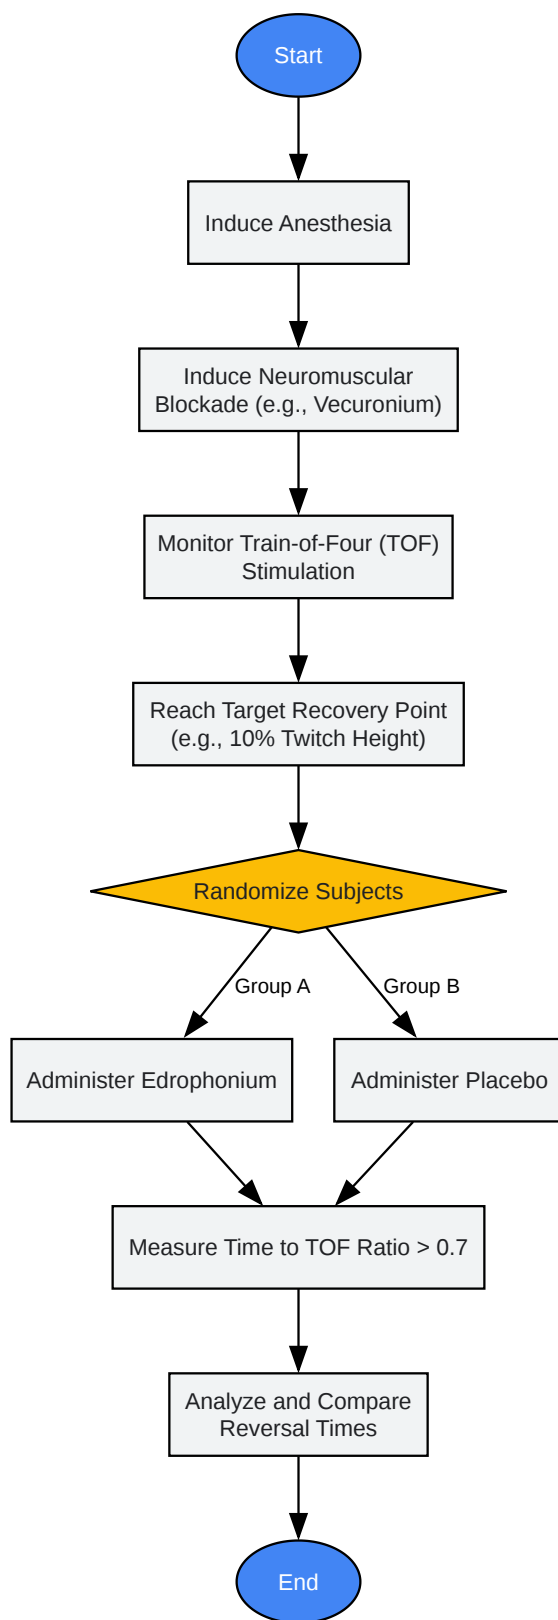 Start
Induce Anesthesia
Induce Neuromuscular
Blockade (e.g., Vecuronium)
Monitor Train-of-Four (TOF)
Stimulation
Reach Target Recovery Point
(e.g., 10% Twitch Height)
Randomize Subjects
Group A
Group B
Administer Edrophonium
Administer Placebo
Measure Time to TOF Ratio > 0.7
Analyze and Compare
Reversal Times
End